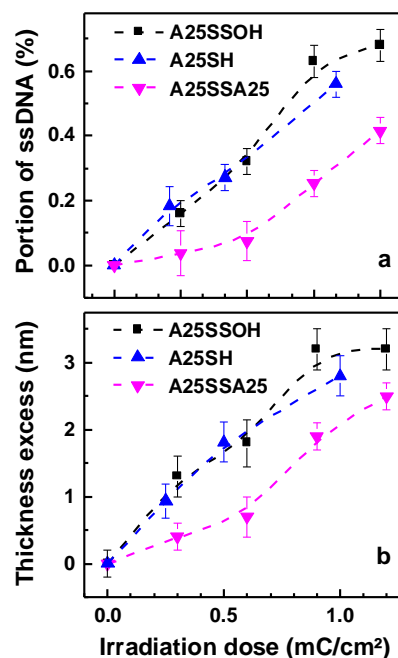 A25SSOH
A25SH
A25SSA25
Portion of ssDNA (%)
0.6
0.4
0.2
0.0
a
A25SSOH
A25SH
A25SSA25
Thickness excess (nm)
3
2
1
0
b
0.0 0.5 1.0
Irradiation dose (mC/cm²)